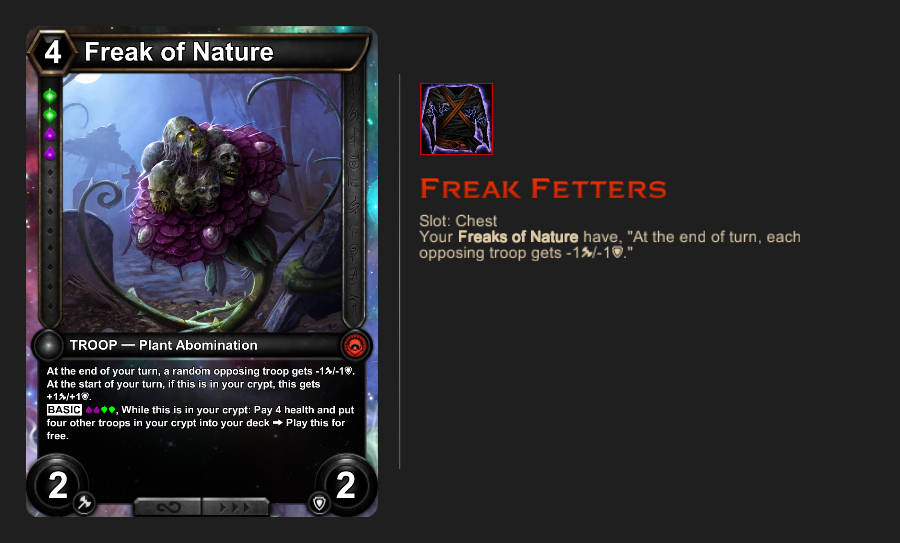 4 Freak of Nature
TROOP — Plant Abomination
At the end of your turn, a random opposing troop gets -1/-1.
At the start of your turn, if this is in your crypt, this gets
+1/+1.
BASIC , While this is in your crypt: Pay 4 health and put
four other troops in your crypt into your deck ➡ Play this for
free.
2 2
FREAK FETTERS
Slot: Chest
Your Freaks of Nature have, "At the end of turn, each
opposing troop gets -1/-1."